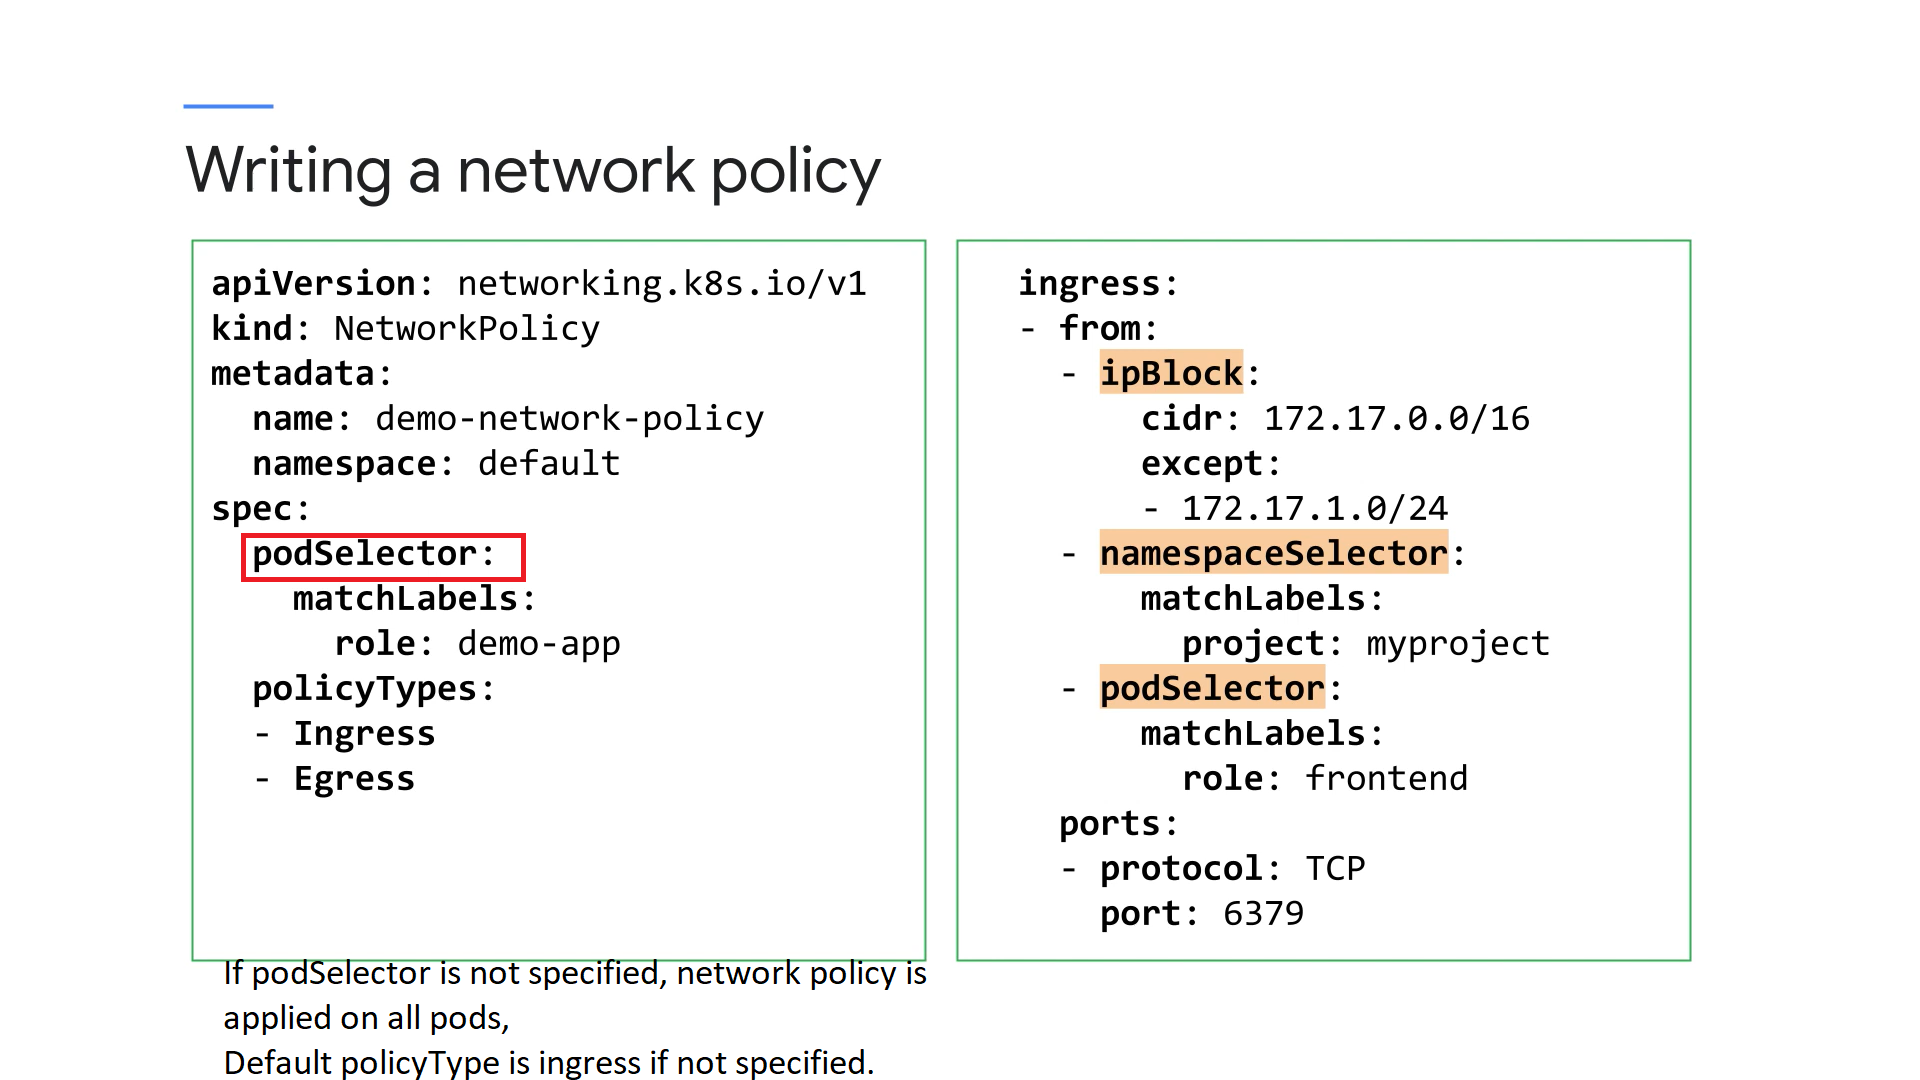 Writing a network policy
apiVersion: networking.k8s.io/v1
kind: NetworkPolicy
metadata:
  name: demo-network-policy
  namespace: default
spec:
  podSelector:
    matchLabels:
      role: demo-app
  policyTypes:
  - Ingress
  - Egress
If podSelector is not specified, network policy is
applied on all pods,
Default policyType is ingress if not specified.
ingress:
- from:
  - ipBlock:
      cidr: 172.17.0.0/16
      except:
      - 172.17.1.0/24
  - namespaceSelector:
      matchLabels:
        project: myproject
  - podSelector:
      matchLabels:
        role: frontend
  ports:
  - protocol: TCP
    port: 6379